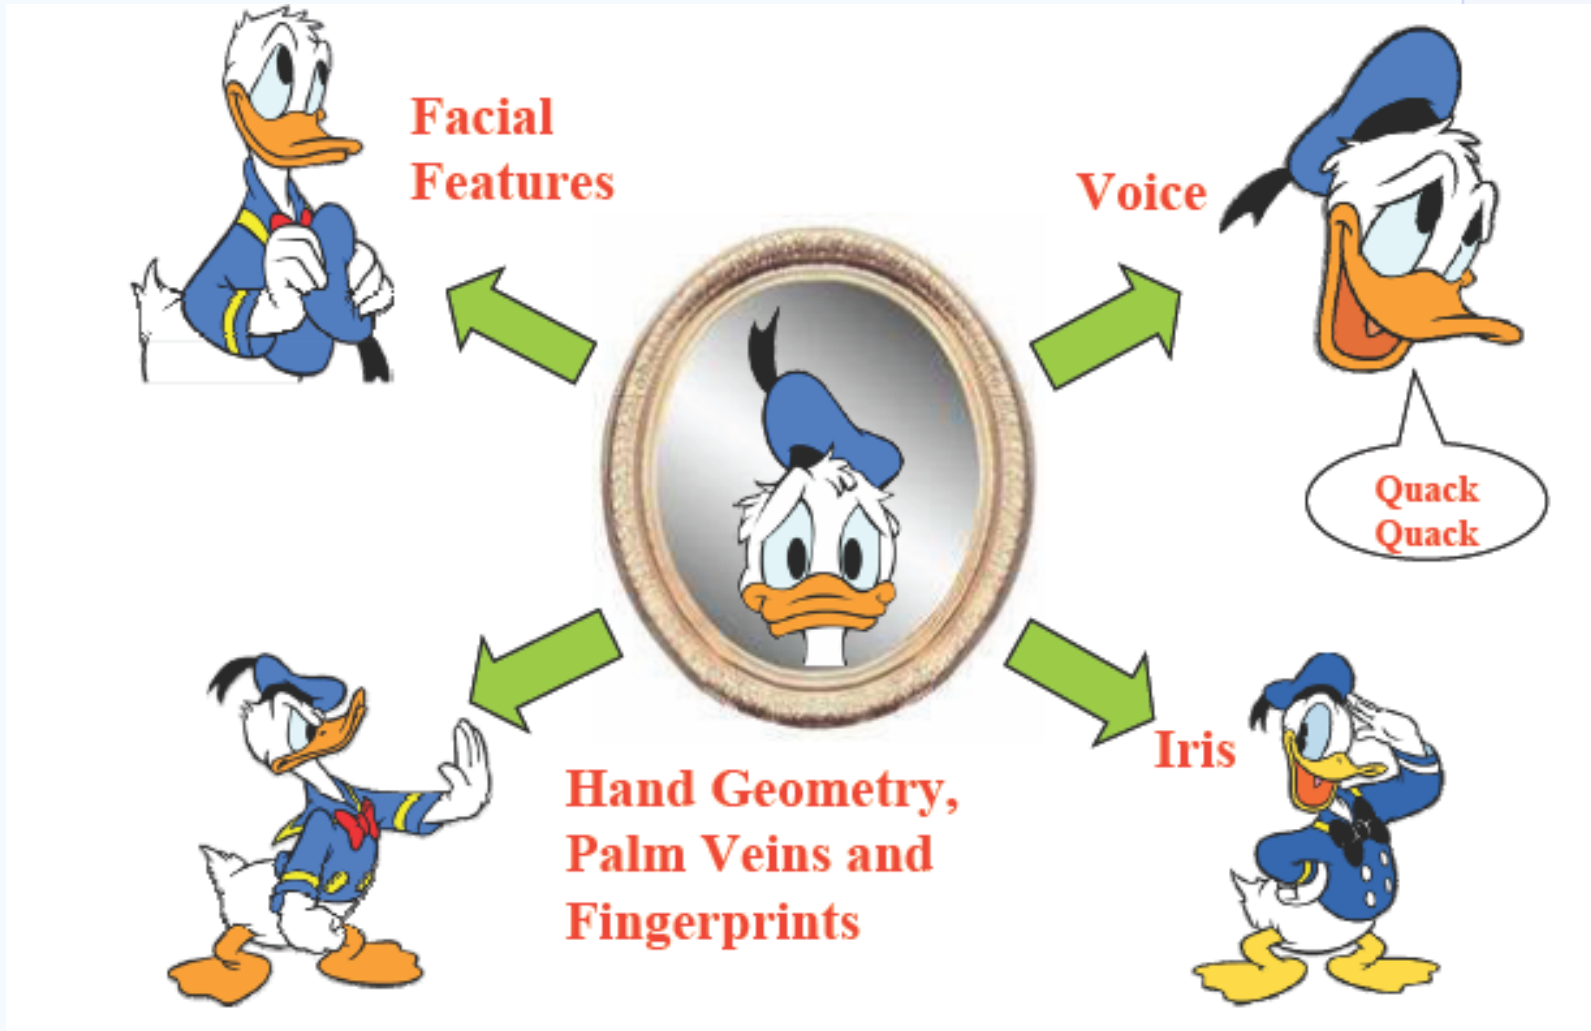 Facial
Features
Voice
Quack
Quack
Iris
Hand Geometry,
Palm Veins and
Fingerprints